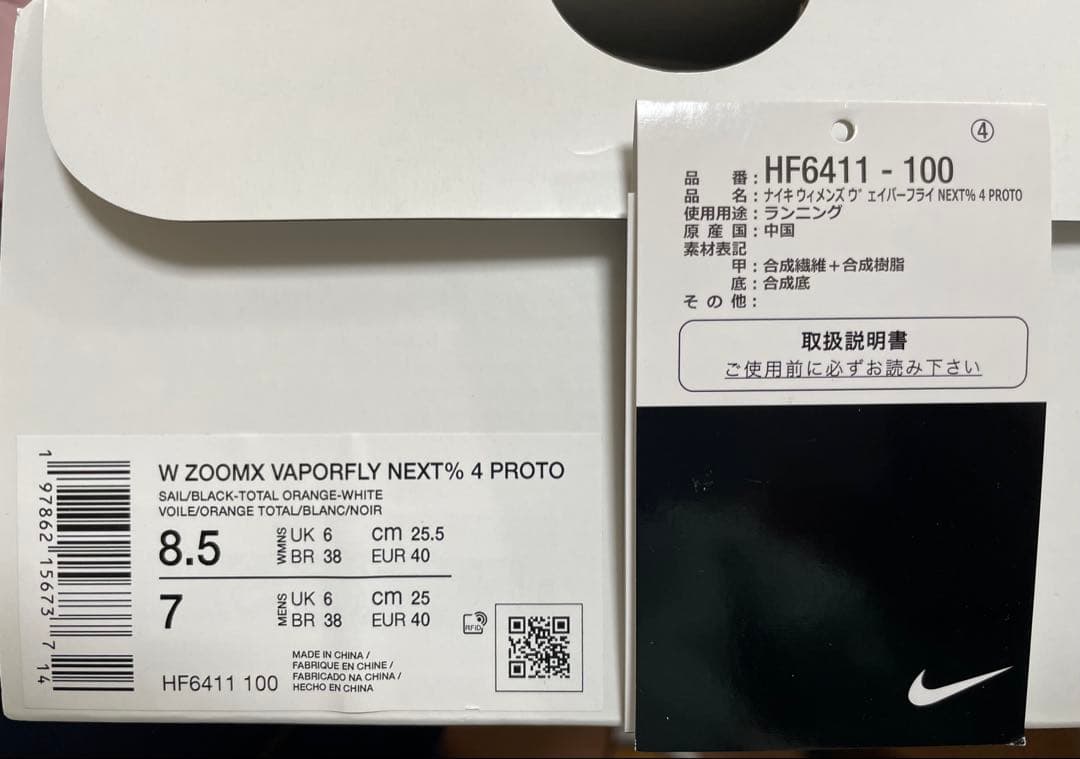 ④
品 番：HF6411 - 100
品 名：ナイキ ウィメンズ ヴェイパーフライ NEXT% 4 PROTO
使用用途：ランニング
原 産 国：中国
素材表記
甲：合成繊維＋合成樹脂
底：合成底
そ の 他：
取扱説明書
ご使用前に必ずお読み下さい
W ZOOMX VAPORFLY NEXT% 4 PROTO
SAIL/BLACK-TOTAL ORANGE-WHITE
VOILE/ORANGE TOTAL/BLANC/NOIR
8.5 WMNS UK 6 cm 25.5
BR 38 EUR 40
7 MENS UK 6 cm 25
BR 38 EUR 40
RFID
MADE IN CHINA /
FABRIQUE EN CHINE /
FABRICADO NA CHINA /
HECHO EN CHINA
HF6411 100
1 97862 15673 7 14